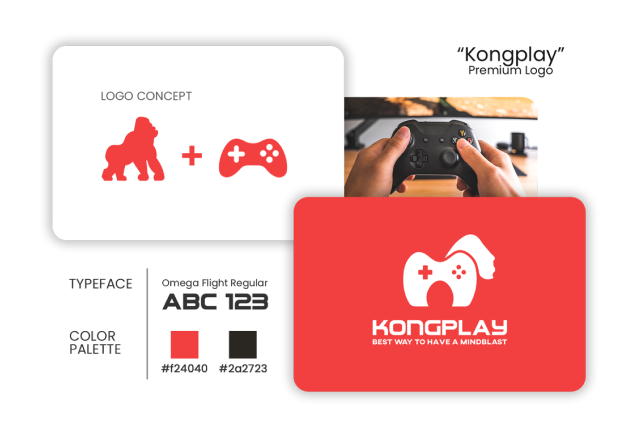 “Kongplay”
Premium Logo
LOGO CONCEPT
KONGPLAY
BEST WAY TO HAVE A MINDBLAST
TYPEFACE
Omega Flight Regular
ABC 123
COLOR
PALETTE
#f24040
#2a2723